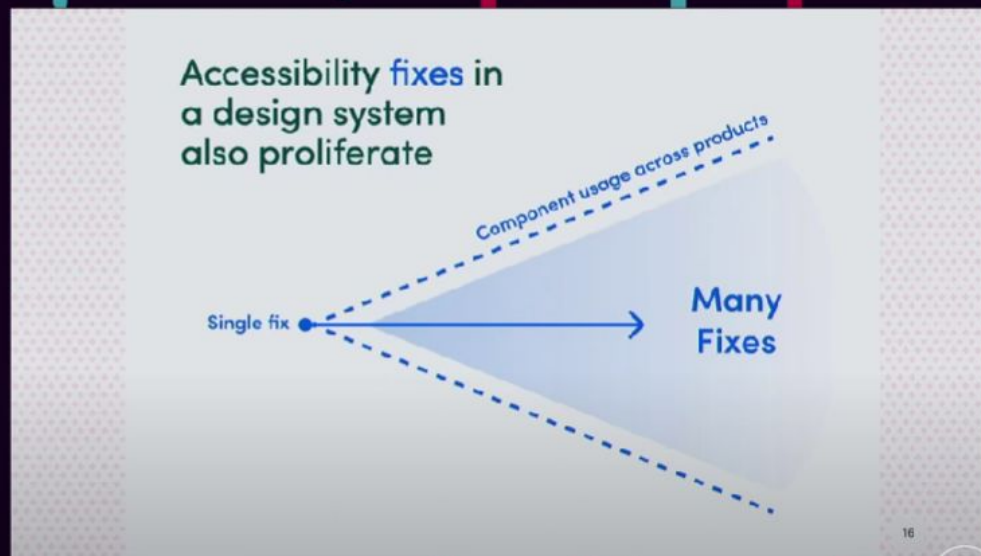 Accessibility fixes in
a design system
also proliferate
Component usage across products
Single fix
Many
Fixes
16